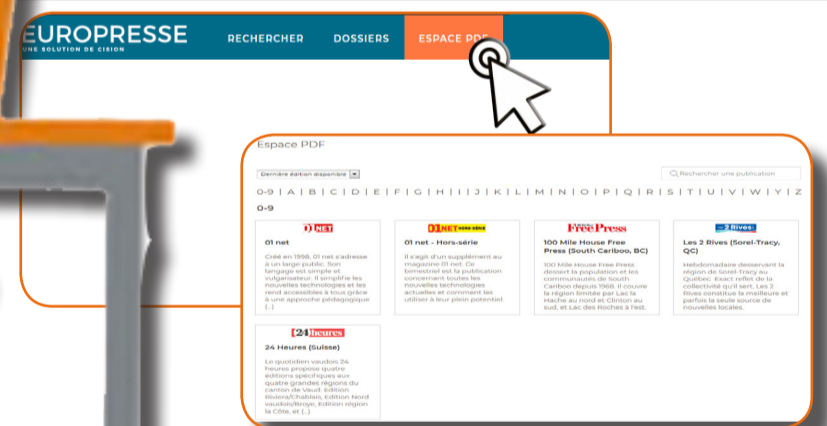 EUROPRESSE
UNE SOLUTION DE CISION
RECHERCHER DOSSIERS ESPACE PDF
Espace PDF
Dernière édition disponible
Rechercher une publication
0-9 | A | B | C | D | E | F | G | H | I | J | K | L | M | N | O | P | Q | R | S | T | U | V | W | Y | Z
0-9
01 NET
01 net
Créé en 1998, 01 net s'adresse
à un large public. Son
langage est simple et
vulgarisateur. Il simplifie les
nouvelles technologies et les
rend accessibles à tous grâce
à une approche pédagogique
(...)
01 NET HORS-SÉRIE
01 net - Hors-série
Il s'agit d'un supplément au
magazine 01 net. Ce
bimestriel est la publication
concernant toutes les
nouvelles technologies
actuelles et comment les
utiliser à leur plein potentiel.
Free Press
100 Mile House Free
Press (South Cariboo, BC)
100 Mile House Free Press
dessert la population et les
communautés de South
Cariboo depuis 1968. Il couvre
la région limitée par Lac la
Hache au nord et Clinton au
sud, et Lac des Roches à l'est.
2 Rives
Les 2 Rives (Sorel-Tracy,
QC)
Hebdomadaire desservant la
région de Sorel-Tracy au
Québec. Exact reflet de la
collectivité qu'il sert, Les 2
Rives constitue la meilleure et
parfois la seule source de
nouvelles locales.
24 heures
24 Heures (Suisse)
Le quotidien vaudois 24
heures propose quatre
éditions spécifiques aux
quatre grandes régions du
canton de Vaud: Edition
Riviera/Chablais, Edition Nord
vaudois/Broye, Edition région
la Côte, et (...)